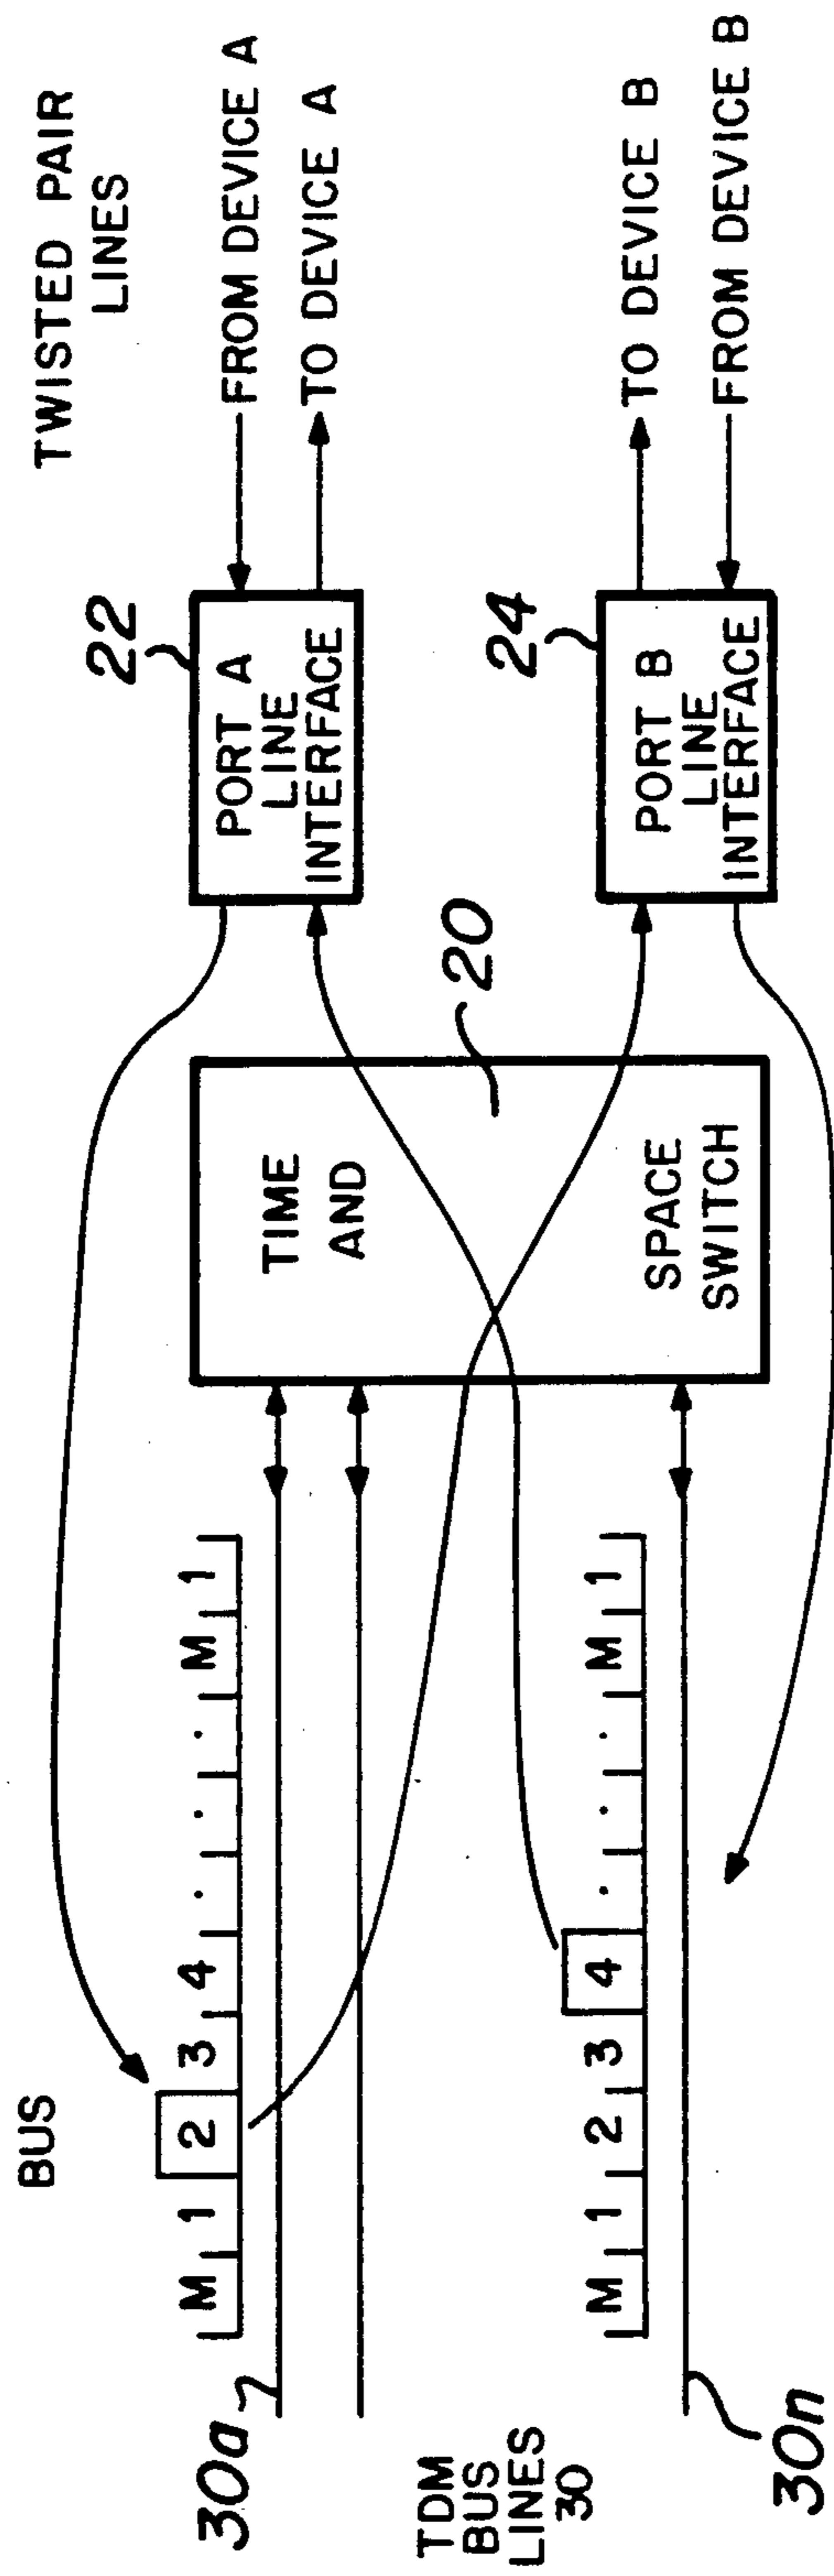 BUS
TWISTED PAIR
LINES
30a
M 1 2 3 4 . . . M 1
TIME
AND
SPACE
SWITCH
20
22
PORT A
LINE
INTERFACE
FROM DEVICE A
TO DEVICE A
TDM
BUS
LINES
30
M 1 2 3 4 . . . M 1
30n
24
PORT B
LINE
INTERFACE
TO DEVICE B
FROM DEVICE B